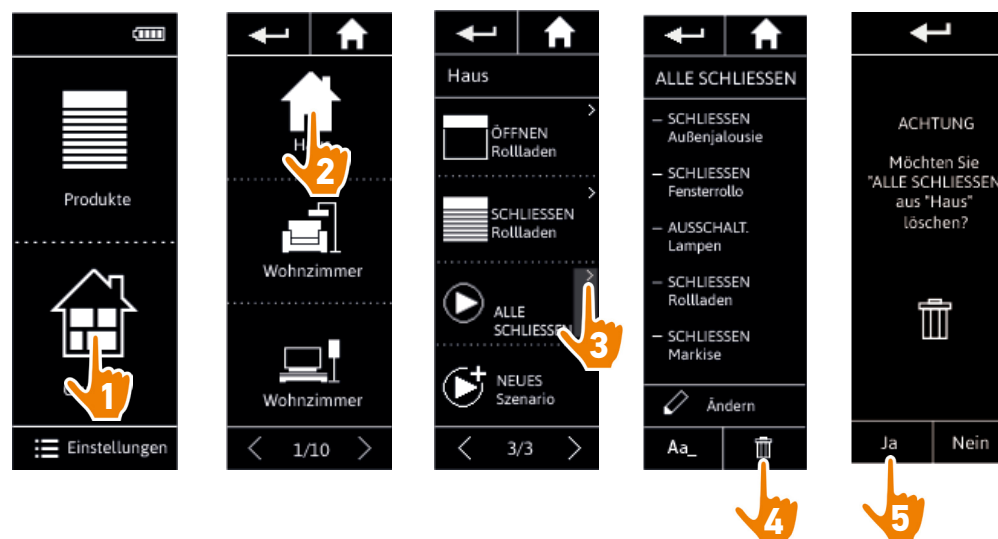 Produkte
1
Einstellungen
2
Wohnzimmer
Wohnzimmer
1/10
Haus
ÖFFNEN
Rollladen
SCHLIESSEN
Rollladen
ALLE
SCHLIESSEN
3
NEUES
Szenario
3/3
ALLE SCHLIESSEN
– SCHLIESSEN
Außenjalousie
– SCHLIESSEN
Fensterrollo
– AUSSCHALT.
Lampen
– SCHLIESSEN
Rollladen
– SCHLIESSEN
Markise
Ändern
Aa_
4
ACHTUNG
Möchten Sie
"ALLE SCHLIESSEN
aus "Haus"
löschen?
Ja
Nein
5